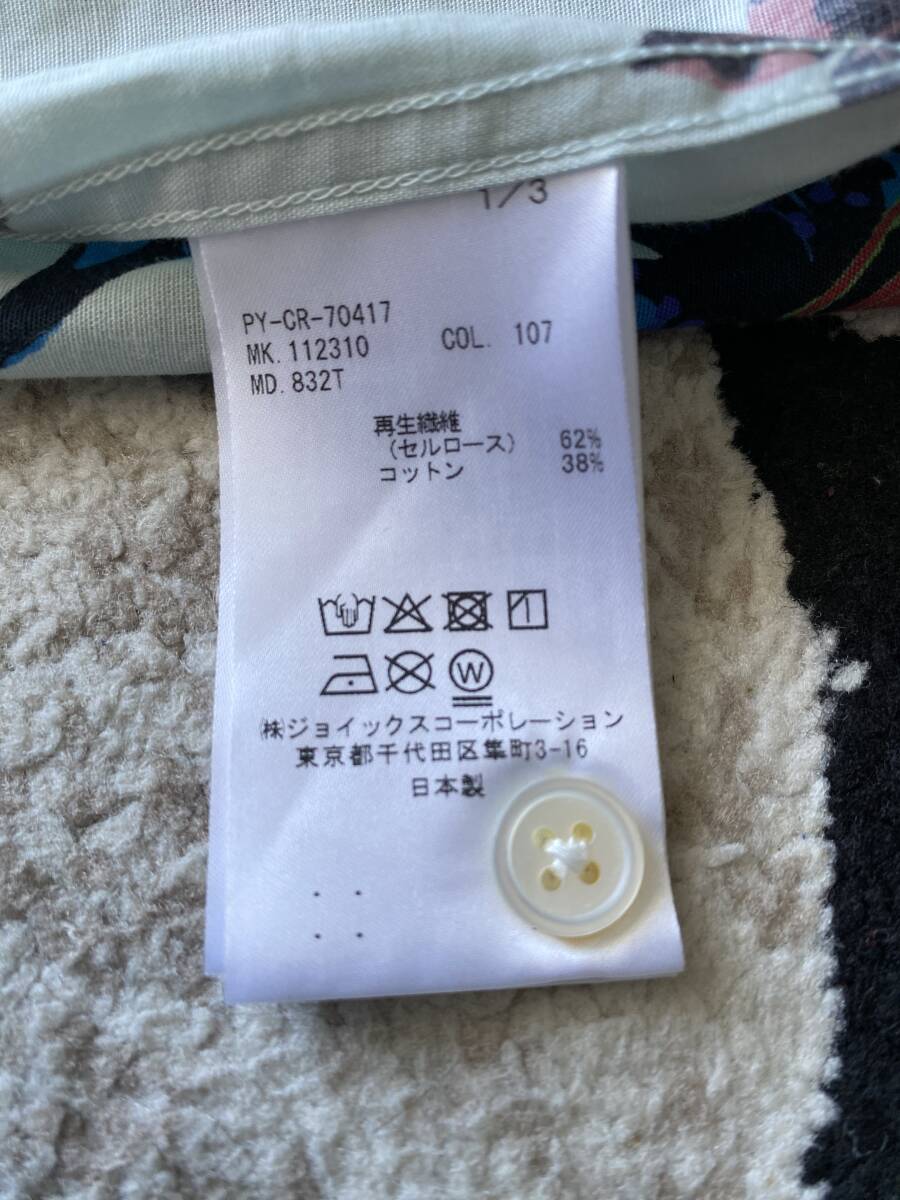 1/3
PY-CR-70417
MK. 112310 COL. 107
MD. 832T
再生繊維
(セルロース) 62%
コットン 38%
W
㈱ジョイックスコーポレーション
東京都千代田区隼町3-16
日本製